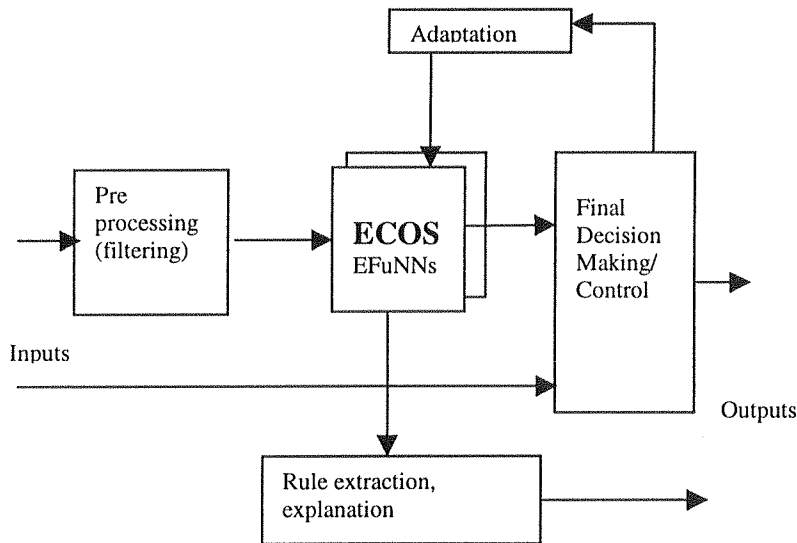 Adaptation
Pre
processing
(filtering)
ECOS
EFuNNs
Final
Decision
Making/
Control
Inputs
Outputs
Rule extraction,
explanation